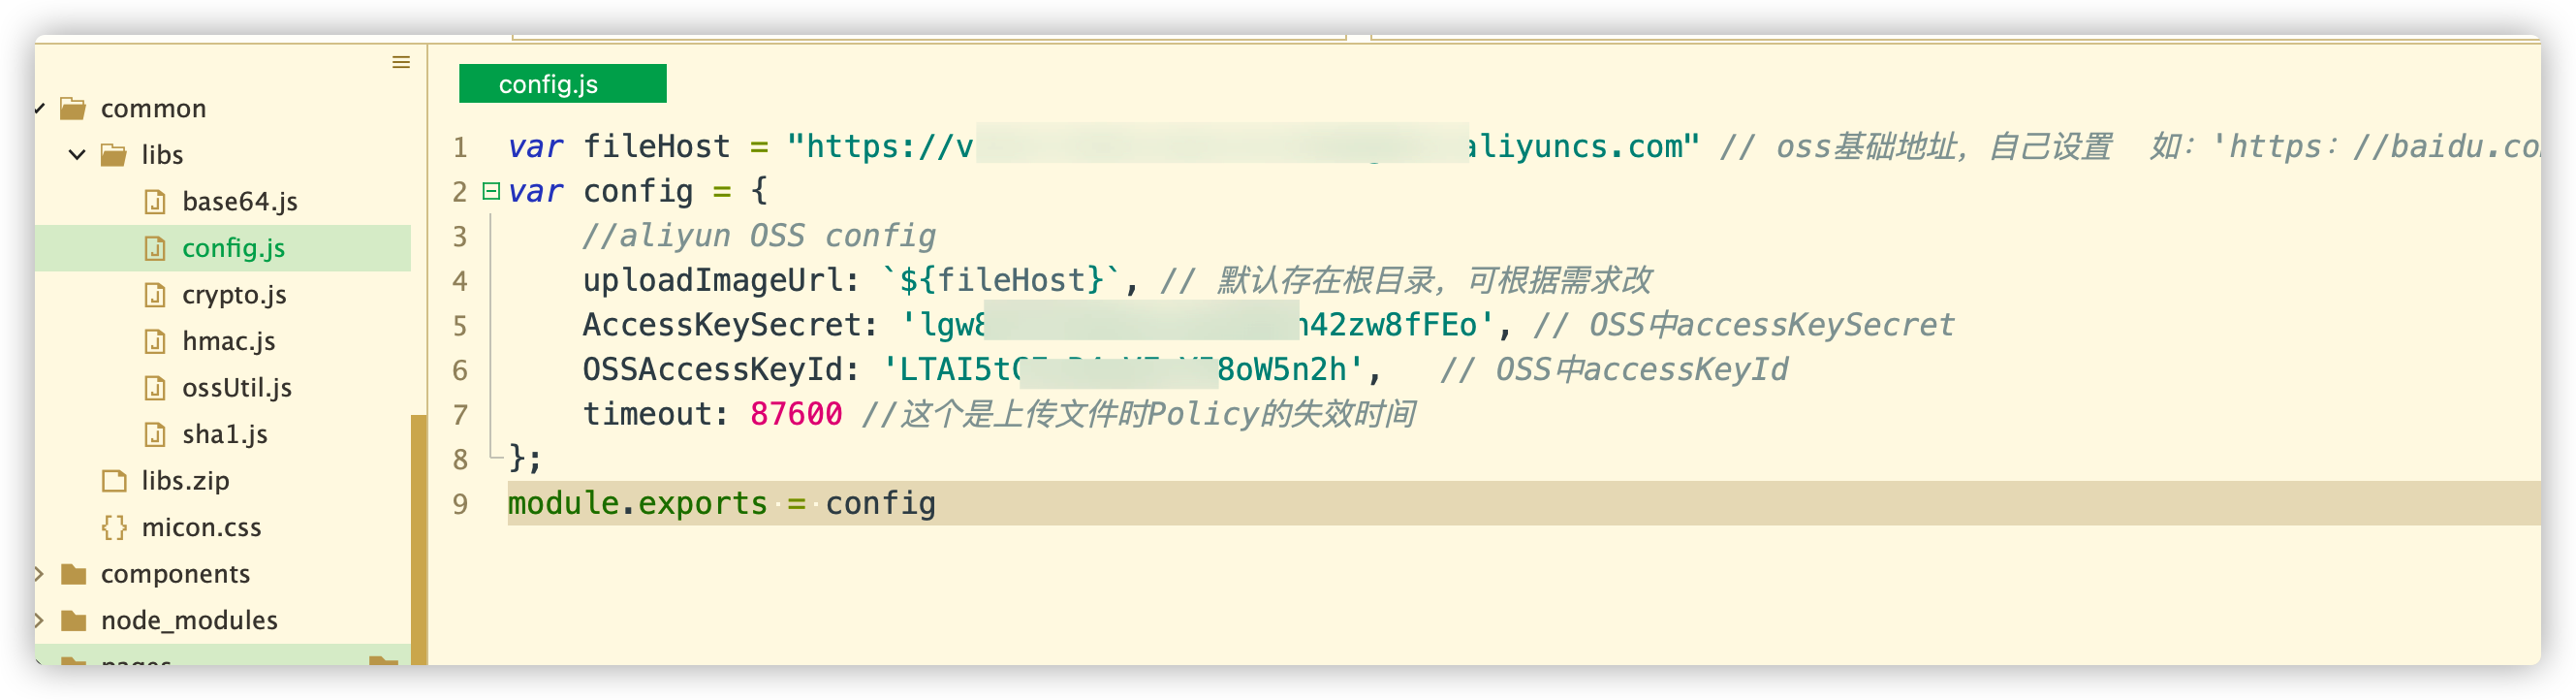 common
libs
base64.js
config.js
crypto.js
hmac.js
ossUtil.js
sha1.js
libs.zip
micon.css
components
node_modules
pages
config.js
1 var fileHost = "https://v aliyuncs.com" // oss基础地址，自己设置 如：'https：//baidu.co
2 var config = {
3 //aliyun OSS config
4 uploadImageUrl: `${fileHost}`, // 默认存在根目录，可根据需求改
5 AccessKeySecret: 'lgw8 n42zw8fFEo', // OSS中accessKeySecret
6 OSSAccessKeyId: 'LTAI5t 8oW5n2h', // OSS中accessKeyId
7 timeout: 87600 //这个是上传文件时Policy的失效时间
8 };
9 module.exports = config